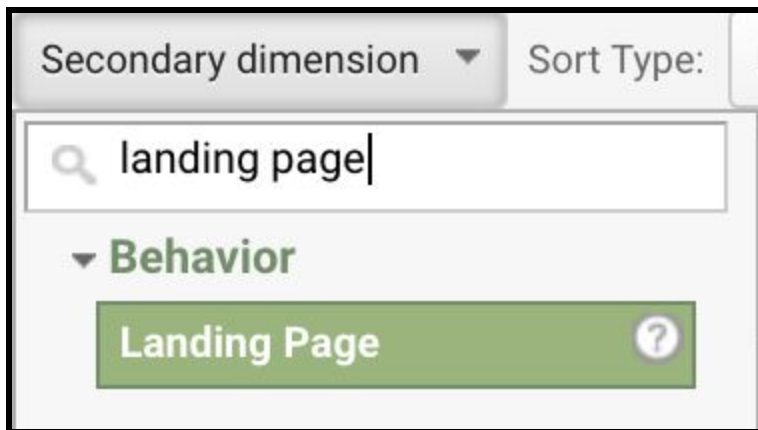 Secondary dimension Sort Type:
landing page
Behavior
Landing Page ?